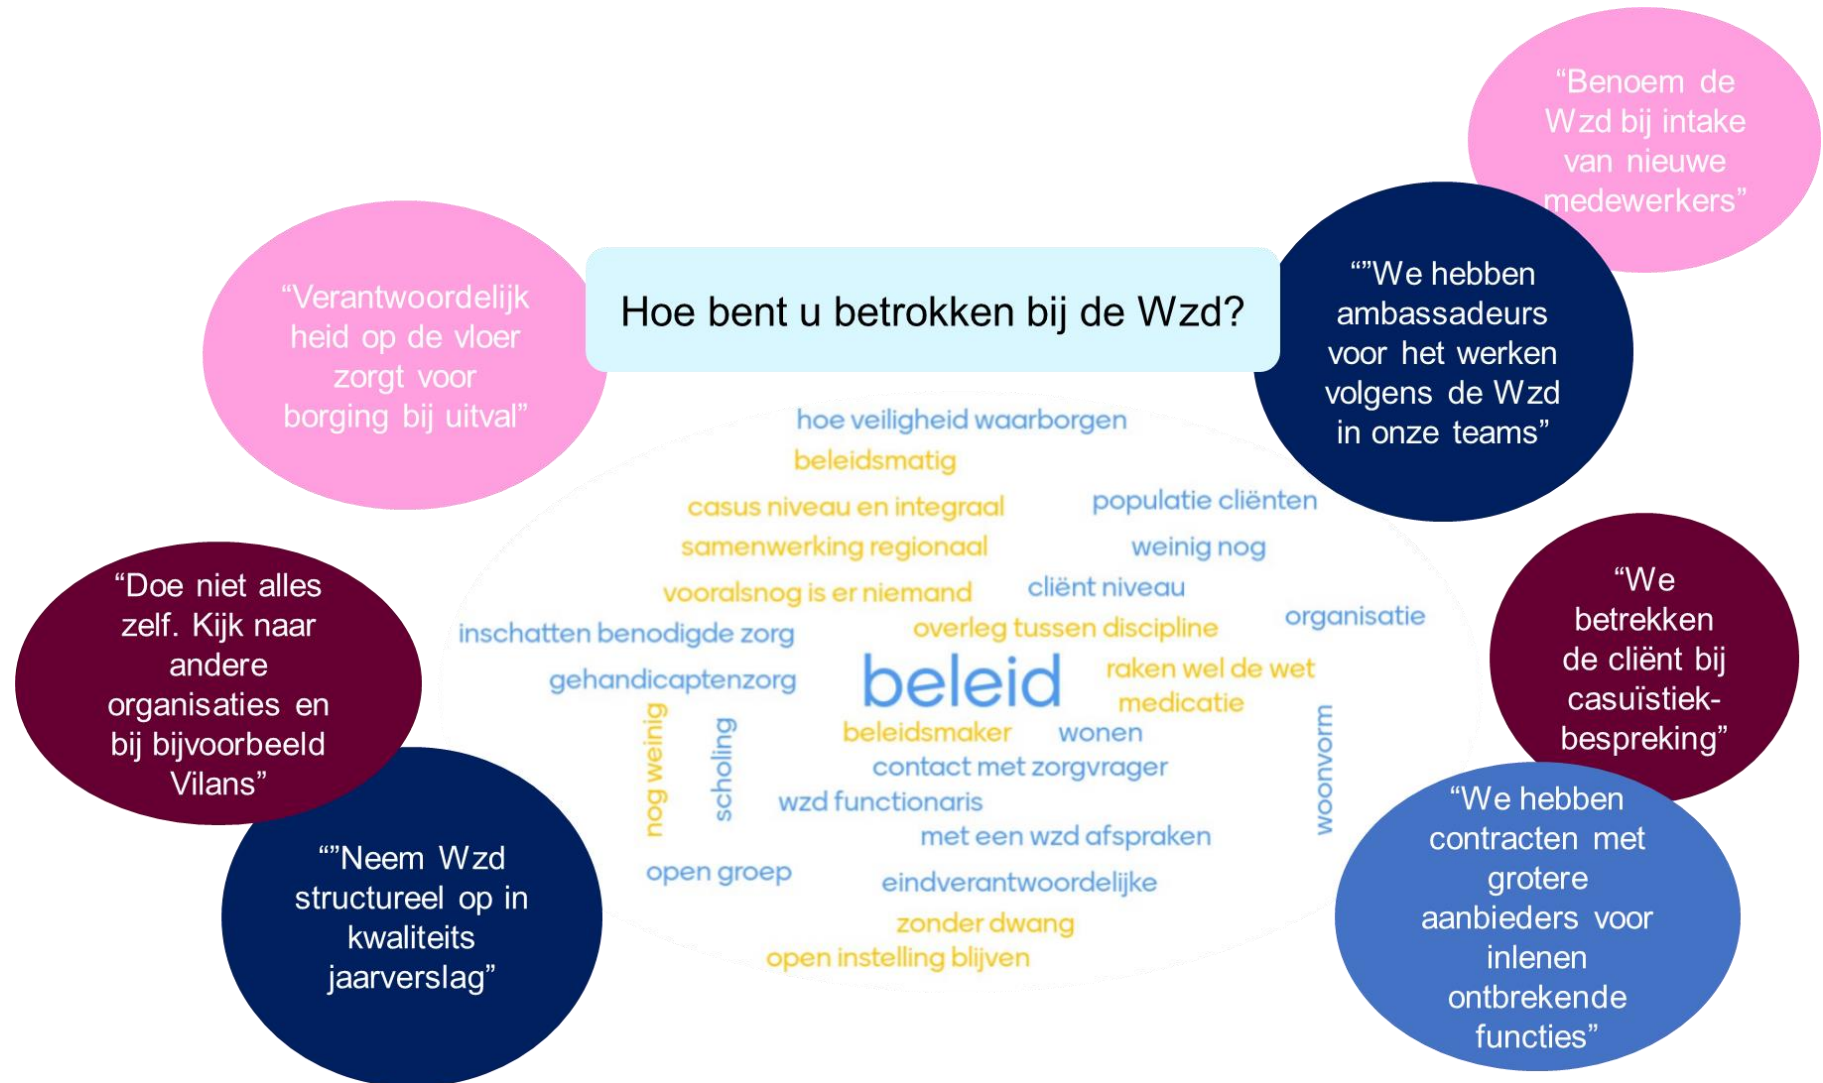 “Benoem de
Wzd bij intake
van nieuwe
medewerkers”
“Verantwoordelijk
heid op de vloer
zorgt voor
borging bij uitval”
Hoe bent u betrokken bij de Wzd?
“”We hebben
ambassadeurs
voor het werken
volgens de Wzd
in onze teams”
hoe veiligheid waarborgen
beleidsmatig
casus niveau en integraal
populatie cliënten
samenwerking regionaal
weinig nog
vooralsnog is er niemand
cliënt niveau
organisatie
inschatten benodigde zorg
overleg tussen discipline
gehandicaptenzorg
beleid
raken wel de wet
medicatie
nog weinig
scholing
beleidsmaker
wonen
woonvorm
contact met zorgvrager
wzd functionaris
met een wzd afspraken
open groep
eindverantwoordelijke
zonder dwang
open instelling blijven
“Doe niet alles
zelf. Kijk naar
andere
organisaties en
bij bijvoorbeeld
Vilans”
“”Neem Wzd
structureel op in
kwaliteits
jaarverslag”
“We
betrekken
de cliënt bij
casuïstiek-
bespreking”
“We hebben
contracten met
grotere
aanbieders voor
inlenen
ontbrekende
functies”